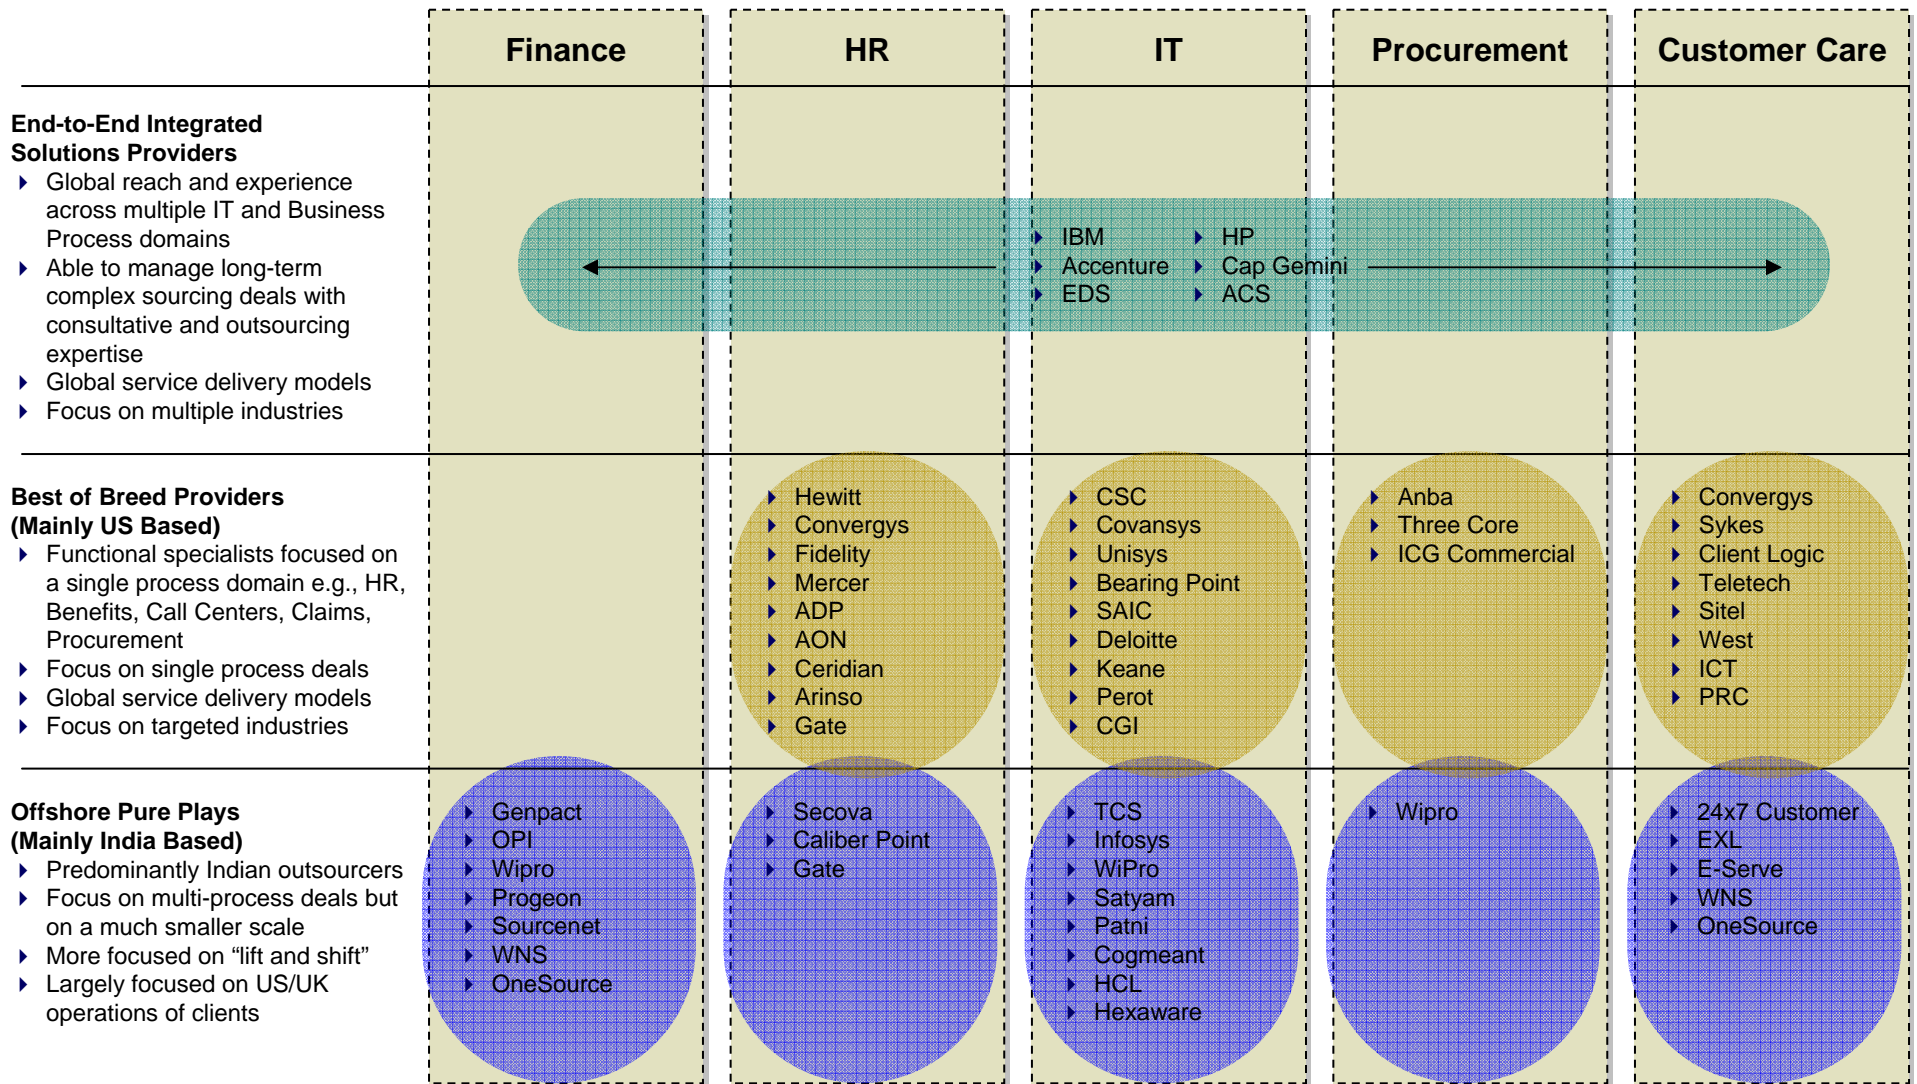 Finance
HR
IT
Procurement
Customer Care
End-to-End Integrated
Solutions Providers
Global reach and experience
across multiple IT and Business
Process domains
Able to manage long-term
complex sourcing deals with
consultative and outsourcing
expertise
Global service delivery models
Focus on multiple industries
IBM
Accenture
EDS
HP
Cap Gemini
ACS
Best of Breed Providers
(Mainly US Based)
Functional specialists focused on
a single process domain e.g., HR,
Benefits, Call Centers, Claims,
Procurement
Focus on single process deals
Global service delivery models
Focus on targeted industries
Hewitt
Convergys
Fidelity
Mercer
ADP
AON
Ceridian
Arinso
Gate
CSC
Covansys
Unisys
Bearing Point
SAIC
Deloitte
Keane
Perot
CGI
Anba
Three Core
ICG Commercial
Convergys
Sykes
Client Logic
Teletech
Sitel
West
ICT
PRC
Offshore Pure Plays
(Mainly India Based)
Predominantly Indian outsourcers
Focus on multi-process deals but
on a much smaller scale
More focused on “lift and shift”
Largely focused on US/UK
operations of clients
Genpact
OPI
Wipro
Progeon
Sourcenet
WNS
OneSource
Secova
Caliber Point
Gate
TCS
Infosys
WiPro
Satyam
Patni
Cogmeant
HCL
Hexaware
Wipro
24x7 Customer
EXL
E-Serve
WNS
OneSource